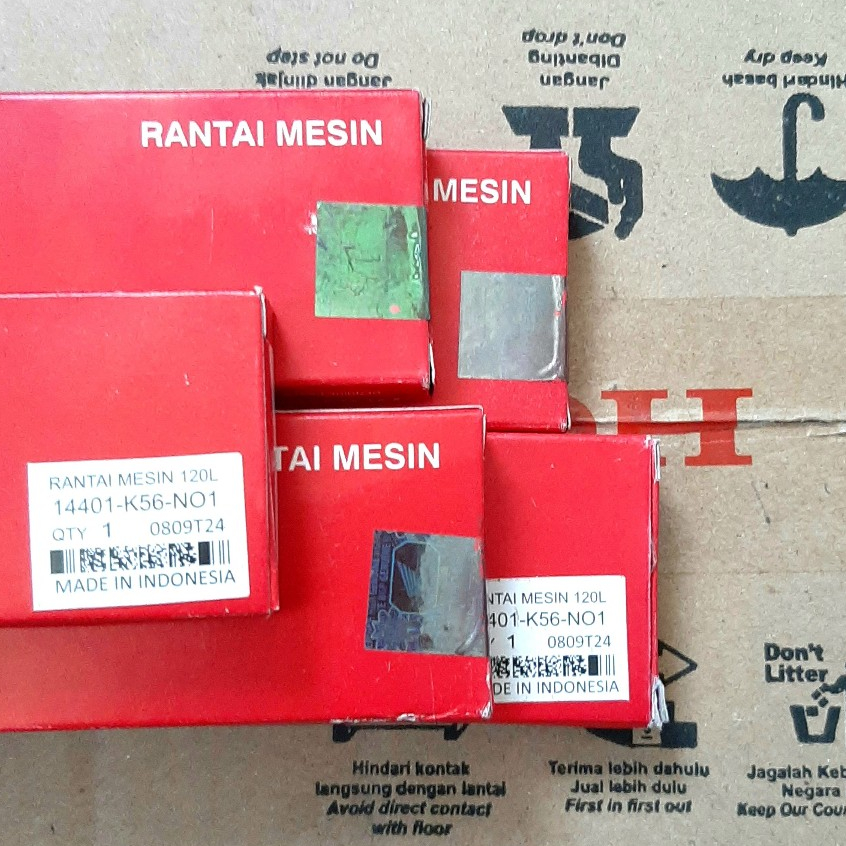 Do not step
Jangan diinjak
Don't drop
Dibanting
Jangan
Keep dry
Hindari basah
RANTAI MESIN
MESIN
RANTAI MESIN 120L
14401-K56-NO1
QTY 1 0809T24
MADE IN INDONESIA
TAI MESIN
NTAI MESIN 120L
401-K56-NO1
1 0809T24
DE IN INDONESIA
H
Don't
Litter
Hindari kontak
langsung dengan lantai
Avoid direct contact
with floor
Terima lebih dahulu
Jual lebih dulu
First in first out
Jagalah Keb
Negara
Keep Our Cou